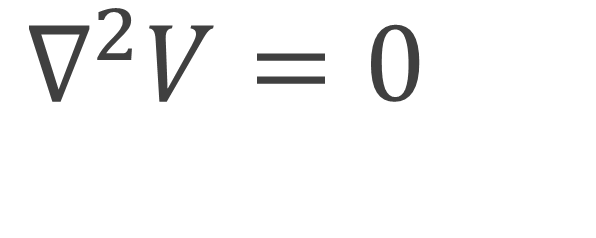 ∇²V = 0